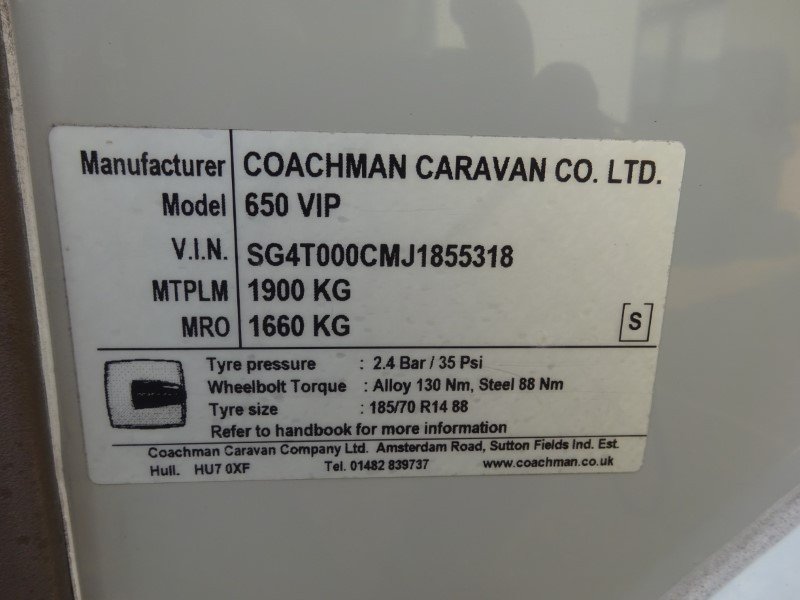 Manufacturer COACHMAN CARAVAN CO. LTD.
Model 650 VIP
V.I.N. SG4T000CMJ1855318
MTPLM 1900 KG
MRO 1660 KG [S]
Tyre pressure : 2.4 Bar / 35 Psi
Wheelbolt Torque : Alloy 130 Nm, Steel 88 Nm
Tyre size : 185/70 R14 88
Refer to handbook for more information
Coachman Caravan Company Ltd. Amsterdam Road, Sutton Fields Ind. Est.
Hull. HU7 0XF Tel. 01482 839737 www.coachman.co.uk